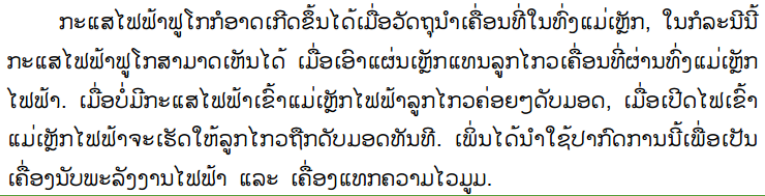 ກະແສໄຟຟ້າຟູໂກກໍອາດເກີດຂຶ້ນໄດ້ເມື່ອວັດຖຸນຳເຄື່ອນທີ່ໃນທົ່ງແມ່ເຫຼັກ, ໃນກໍລະນີນີ້
ກະແສໄຟຟ້າຟູໂກສາມາດເຫັນໄດ້ ເມື່ອເອົາແຜ່ນເຫຼັກແທນລູກໄກວເຄື່ອນທີ່ຜ່ານທົ່ງແມ່ເຫຼັກ
ໄຟຟ້າ. ເມື່ອບໍ່ມີກະແສໄຟຟ້າເຂົ້າແມ່ເຫຼັກໄຟຟ້າລູກໄກວຄ່ອຍໆດັບມອດ, ເມື່ອເປີດໄຟເຂົ້າ
ແມ່ເຫຼັກໄຟຟ້າຈະເຮັດໃຫ້ລູກໄກວຖືກດັບມອດທັນທີ. ເພິ່ນໄດ້ນຳໃຊ້ປາກົດການນີ້ເພື່ອເປັນ
ເຄື່ອງນັບພະລັງງານໄຟຟ້າ ແລະ ເຄື່ອງແທກຄວາມໄວມູມ.